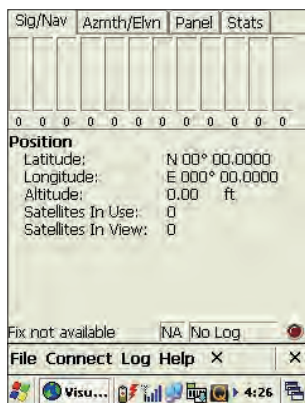 Sig/Nav Azmth/Elvn Panel Stats
0 0 0 0 0 0 0 0 0 0 0 0
Position
Latitude: N 00° 00.0000
Longitude: E 000° 00.0000
Altitude: 0.00 ft
Satellites In Use: 0
Satellites In View: 0
Fix not available NA No Log
File Connect Log Help × ×
Visu... 4:26